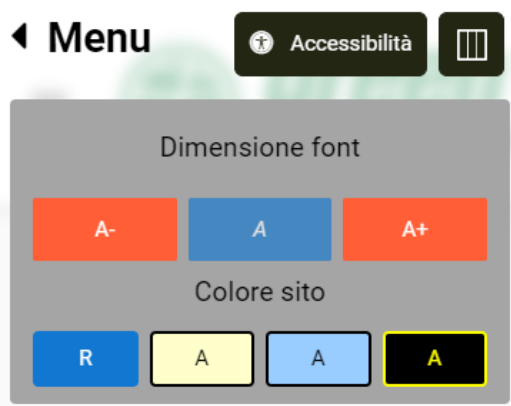 Menu
Accessibilità
Dimensione font
A- A A+
Colore sito
R A A A